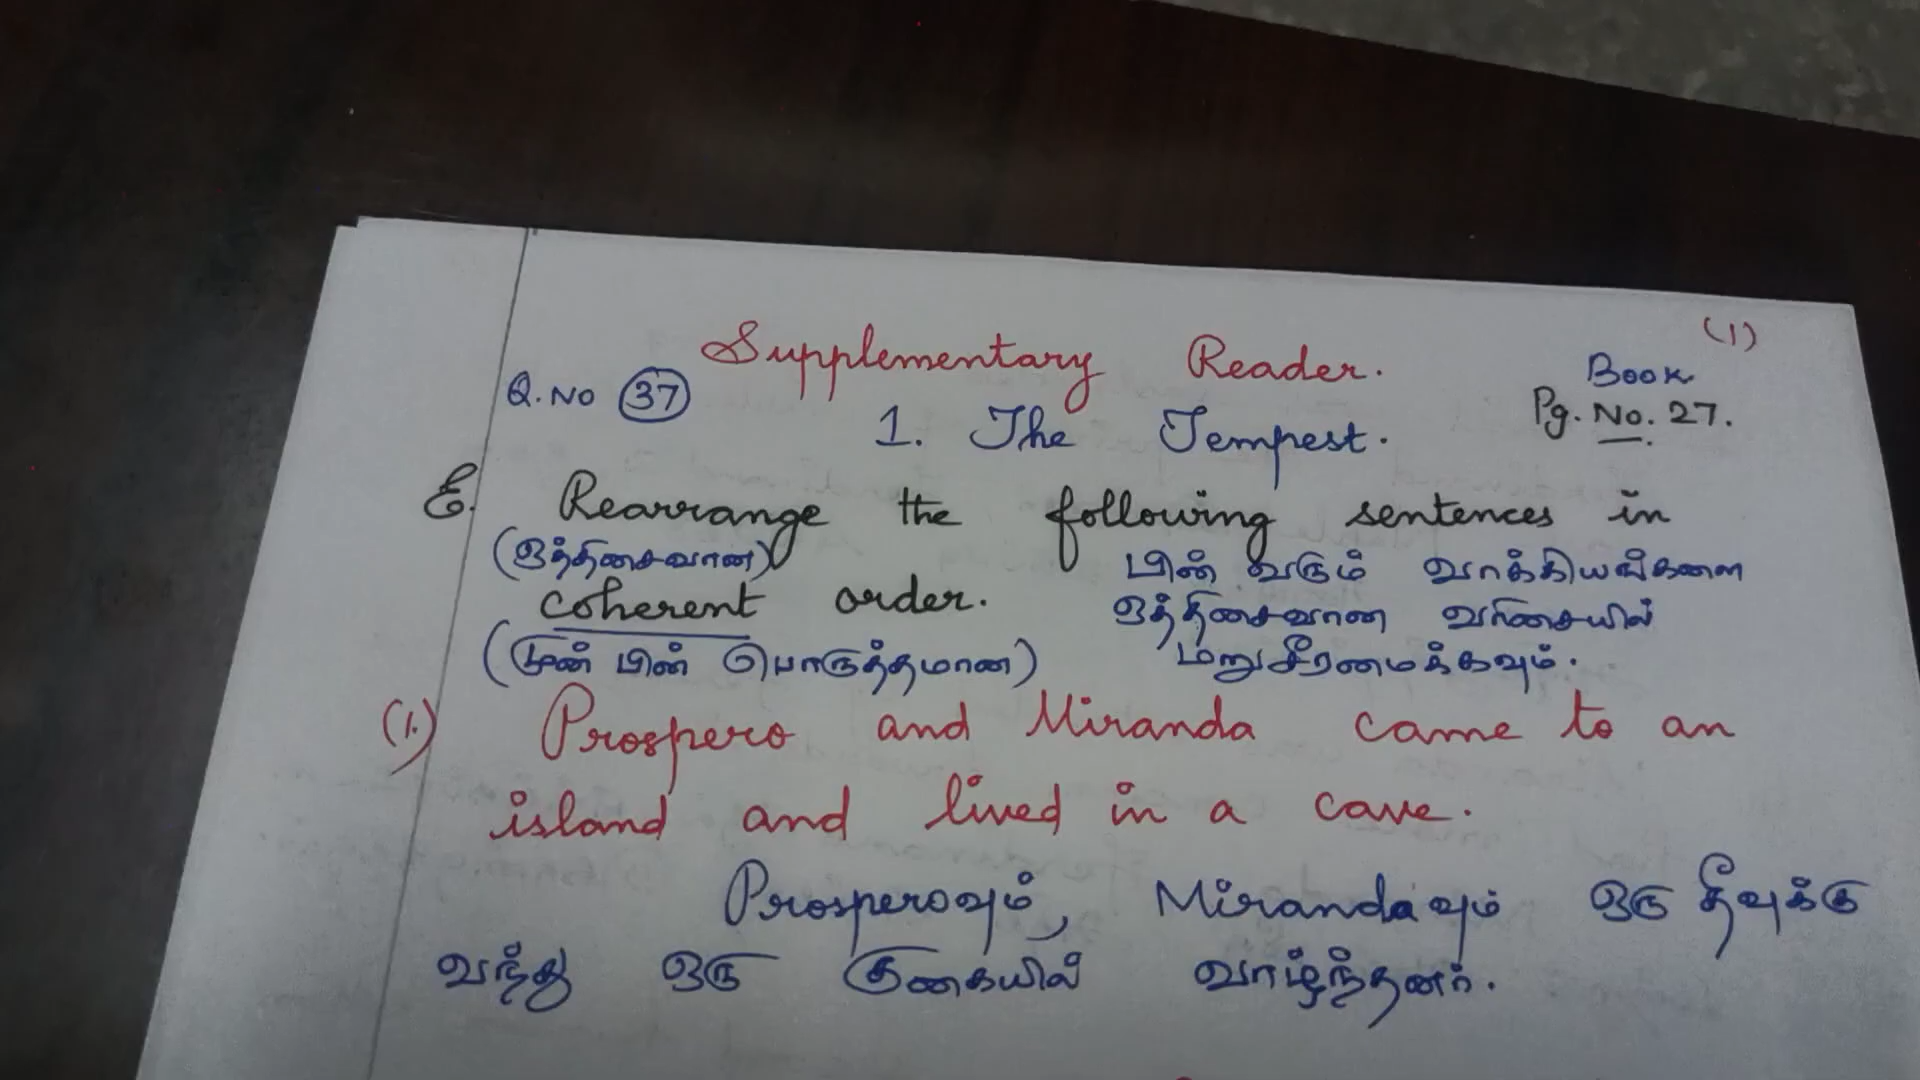 (1)
Supplementary Reader.
Q. No 37
Book
Pg. No. 27.
1. The Tempest.
E. Rearrange the following sentences in
(ஒத்திசைவான)
coherent order.
(முன் பின் பொருத்தமான)
பின் வரும் வாக்கியங்களை
ஒத்திசைவான வரிசையில்
மறுசீரமைக்கவும்.
(1.) Prospero and Miranda came to an
island and lived in a cave.
Prosperoவும், Mirandaவும் ஒரு தீவுக்கு
வந்து ஒரு குகையில் வாழ்ந்தனர்.